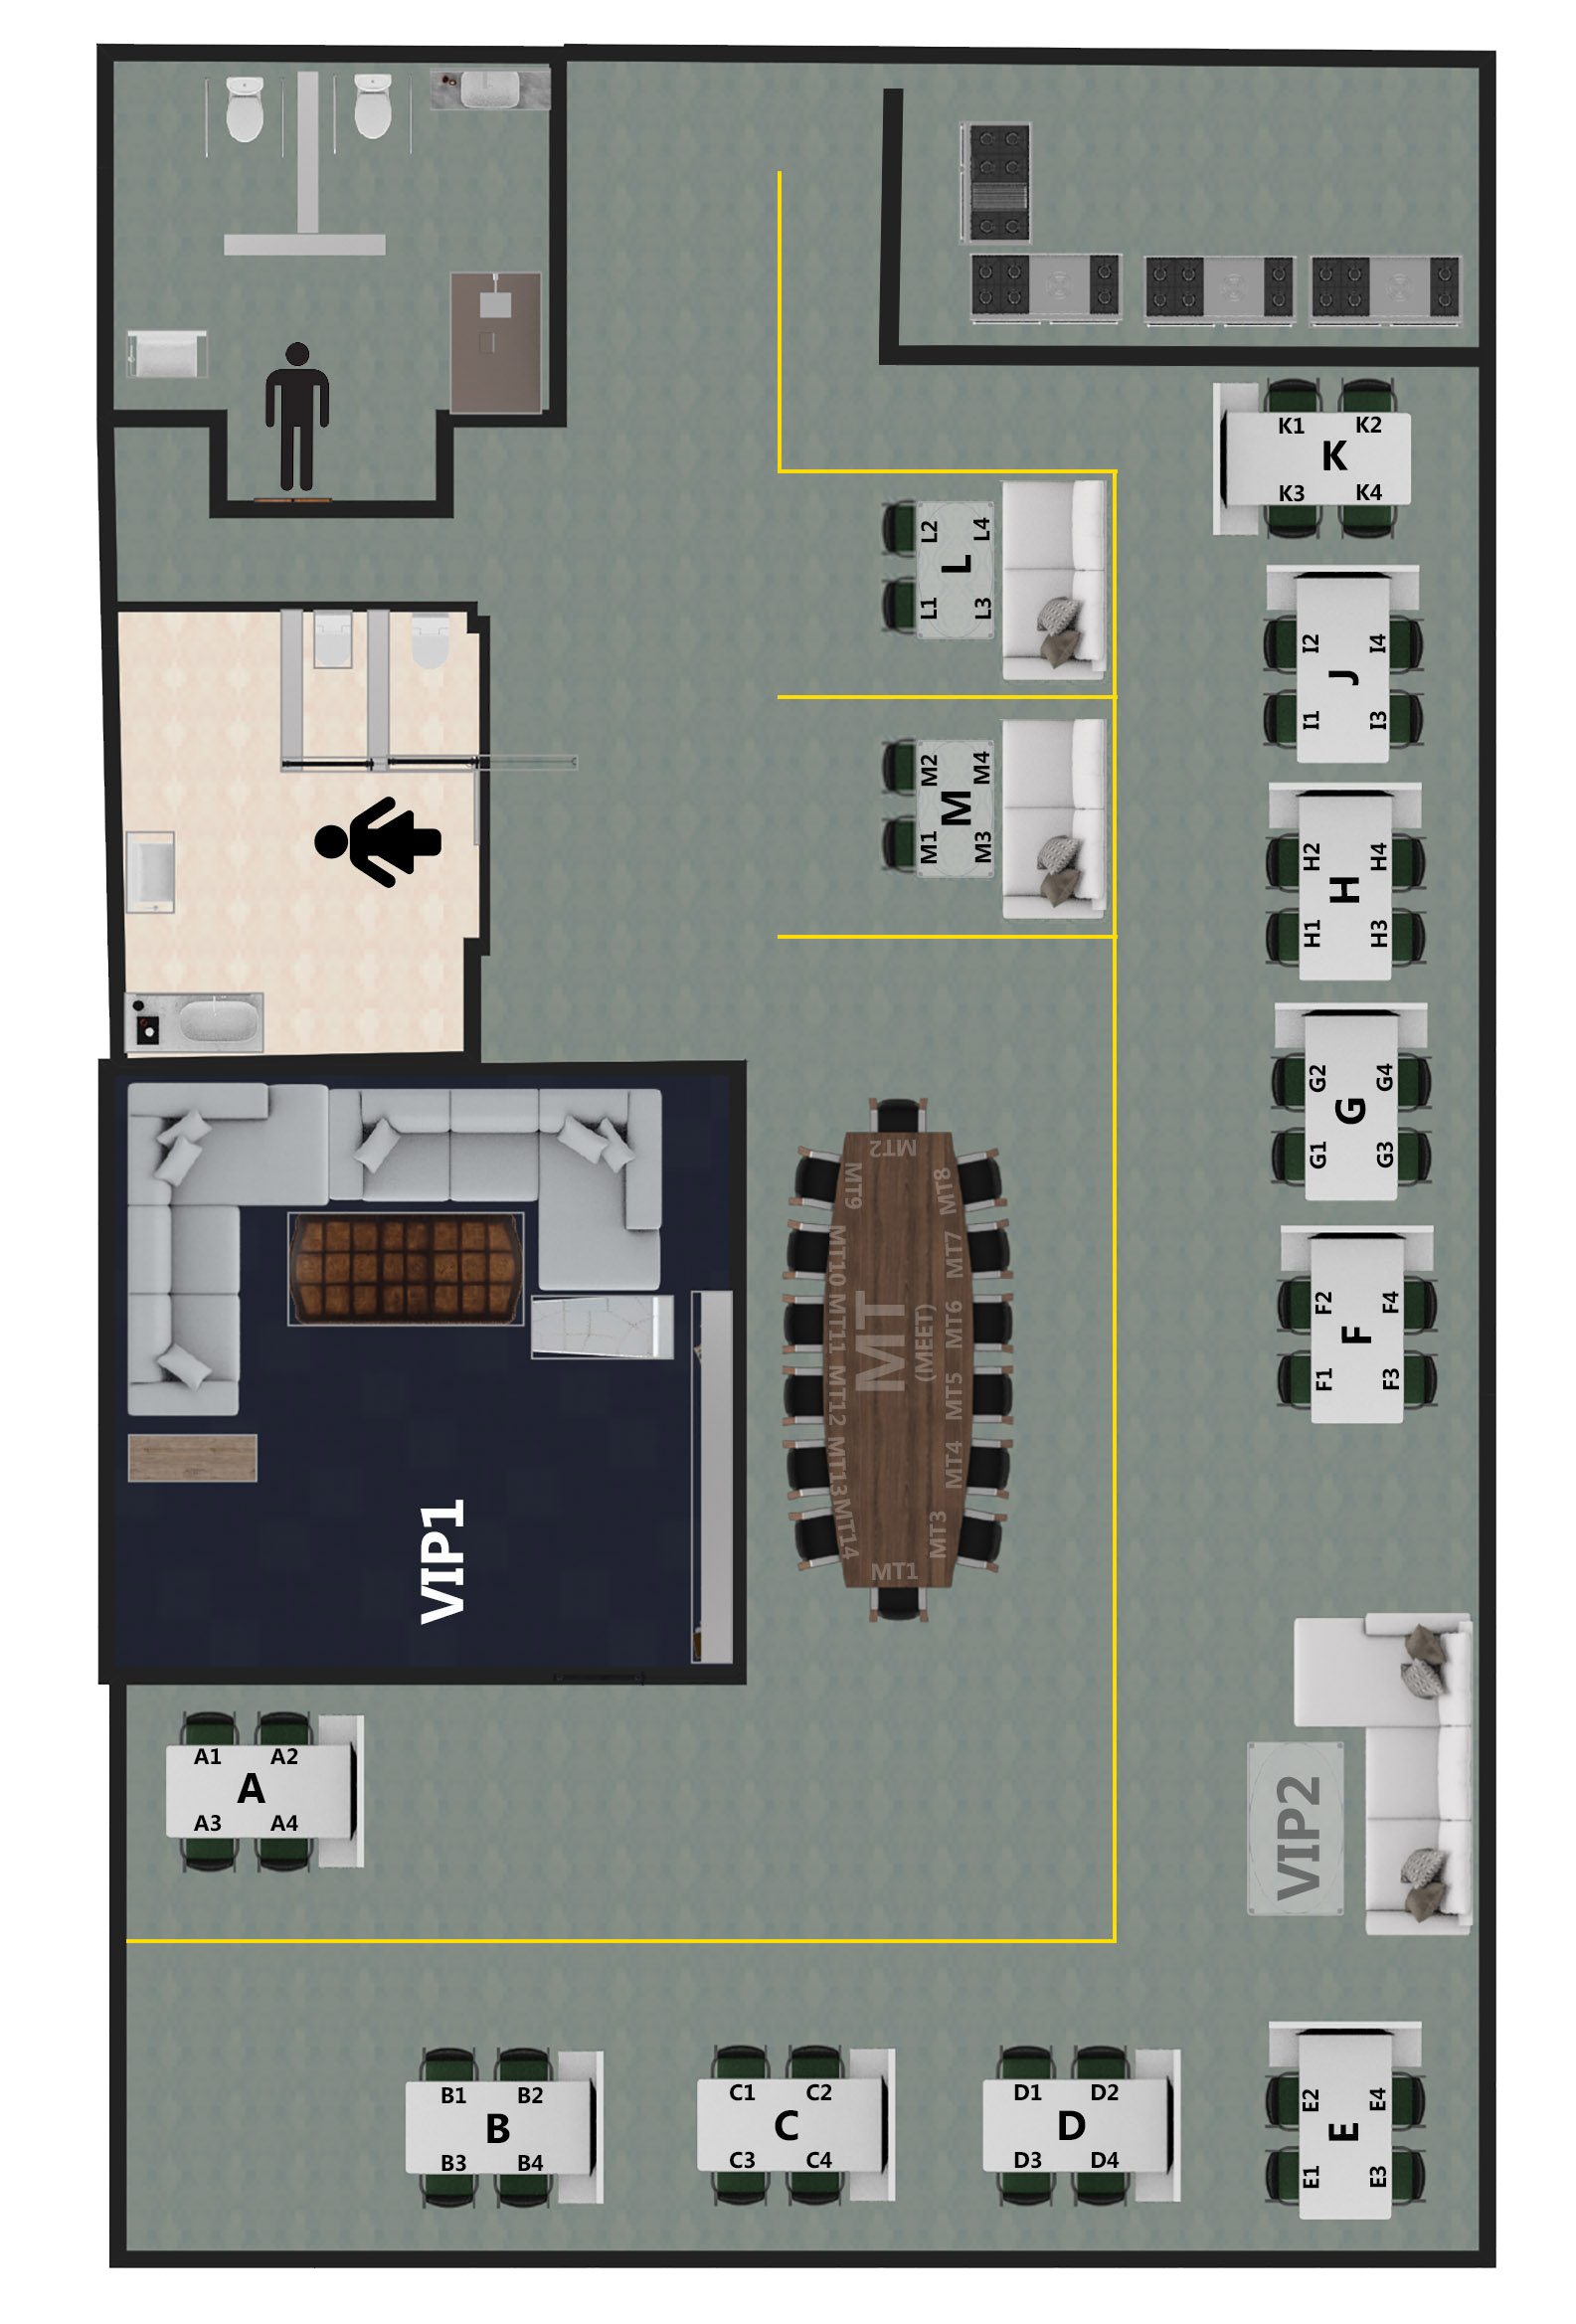 K1 K2
K
K3 K4
L2 L4
L
L1 L3
I2 I4
J
I1 I3
M2 M4
M
M1 M3
H2 H4
H
H1 H3
G2 G4
G
G1 G3
MT2
MT9 MT8
MT10 MT7
MT11 MT6
MT
(MEET)
MT12 MT5
MT13 MT4
MT14 MT3
MT1
F2 F4
F
F1 F3
VIP1
A1 A2
A
A3 A4
VIP2
B1 B2
B
B3 B4
C1 C2
C
C3 C4
D1 D2
D
D3 D4
E2 E4
E
E1 E3